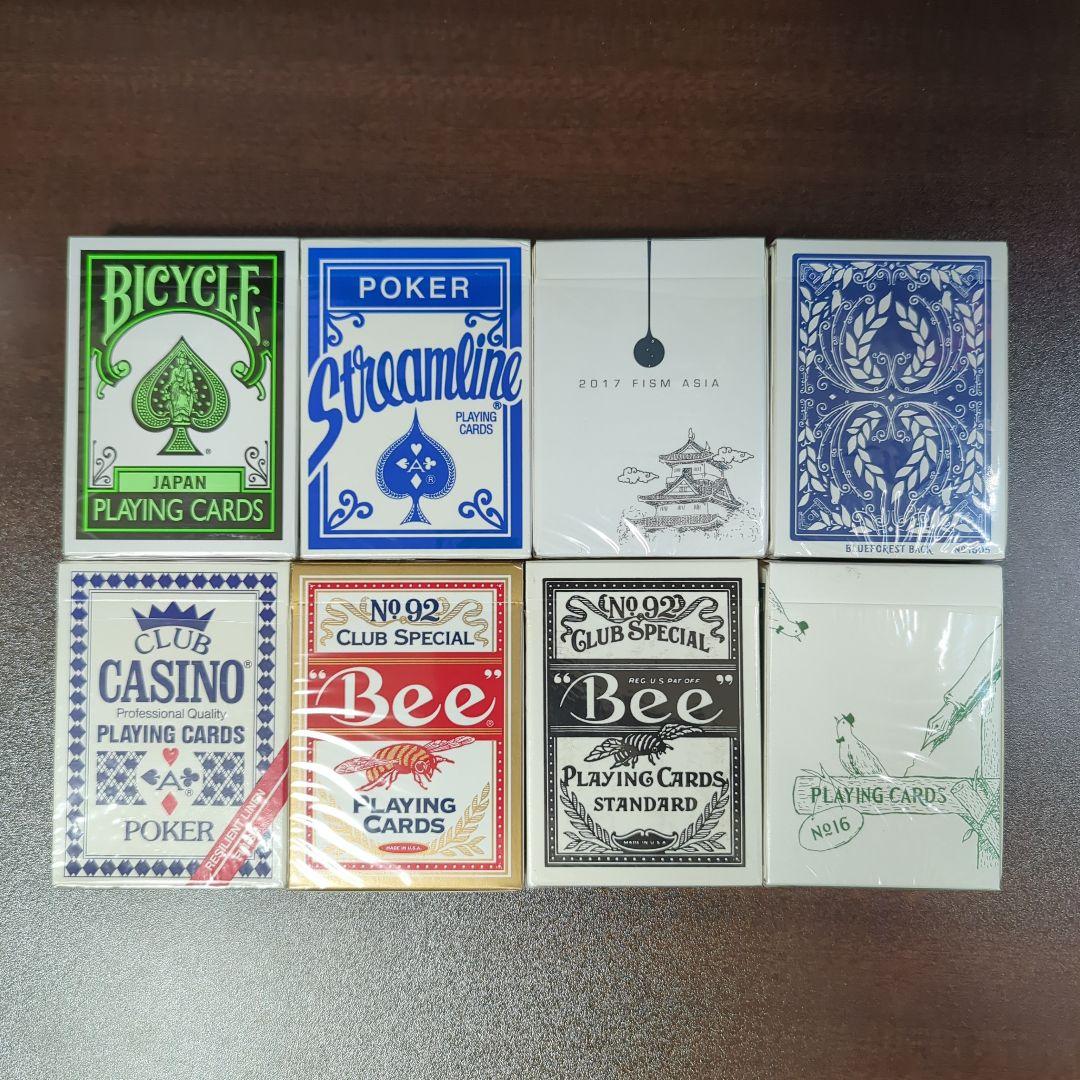 BICYCLE®
®
JAPAN
PLAYING CARDS
POKER
Streamline®
PLAYING
CARDS
A
®
2017 FISM ASIA
BLUEFOREST BACK
CLUB
CASINO®
Professional Quality
PLAYING CARDS
A
®
POKER
RESILIENT LINEN
No 92
CLUB SPECIAL
"Bee"®
PLAYING
CARDS
MADE IN U.S.A.
No 92
CLUB SPECIAL
REG. U S PAT OFF.
"Bee"
PLAYING CARDS
STANDARD
MADE IN U.S.A
PLAYING CARDS
No16